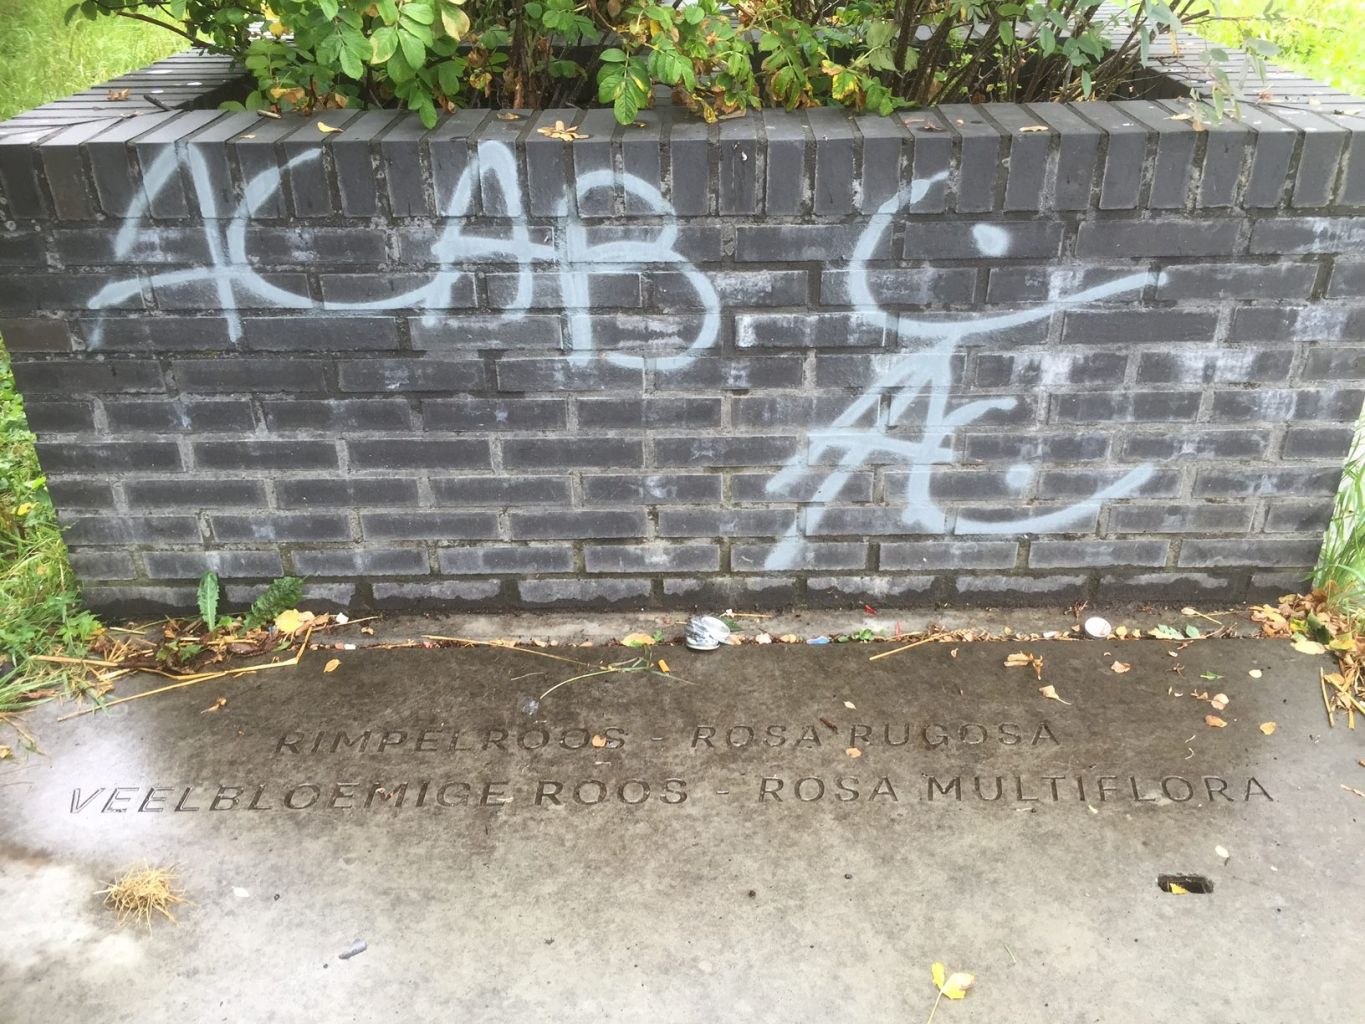 ACAB
RIMPELROOS - ROSA RUGOSA
VEELBLOEMIGE ROOS - ROSA MULTIFLORA